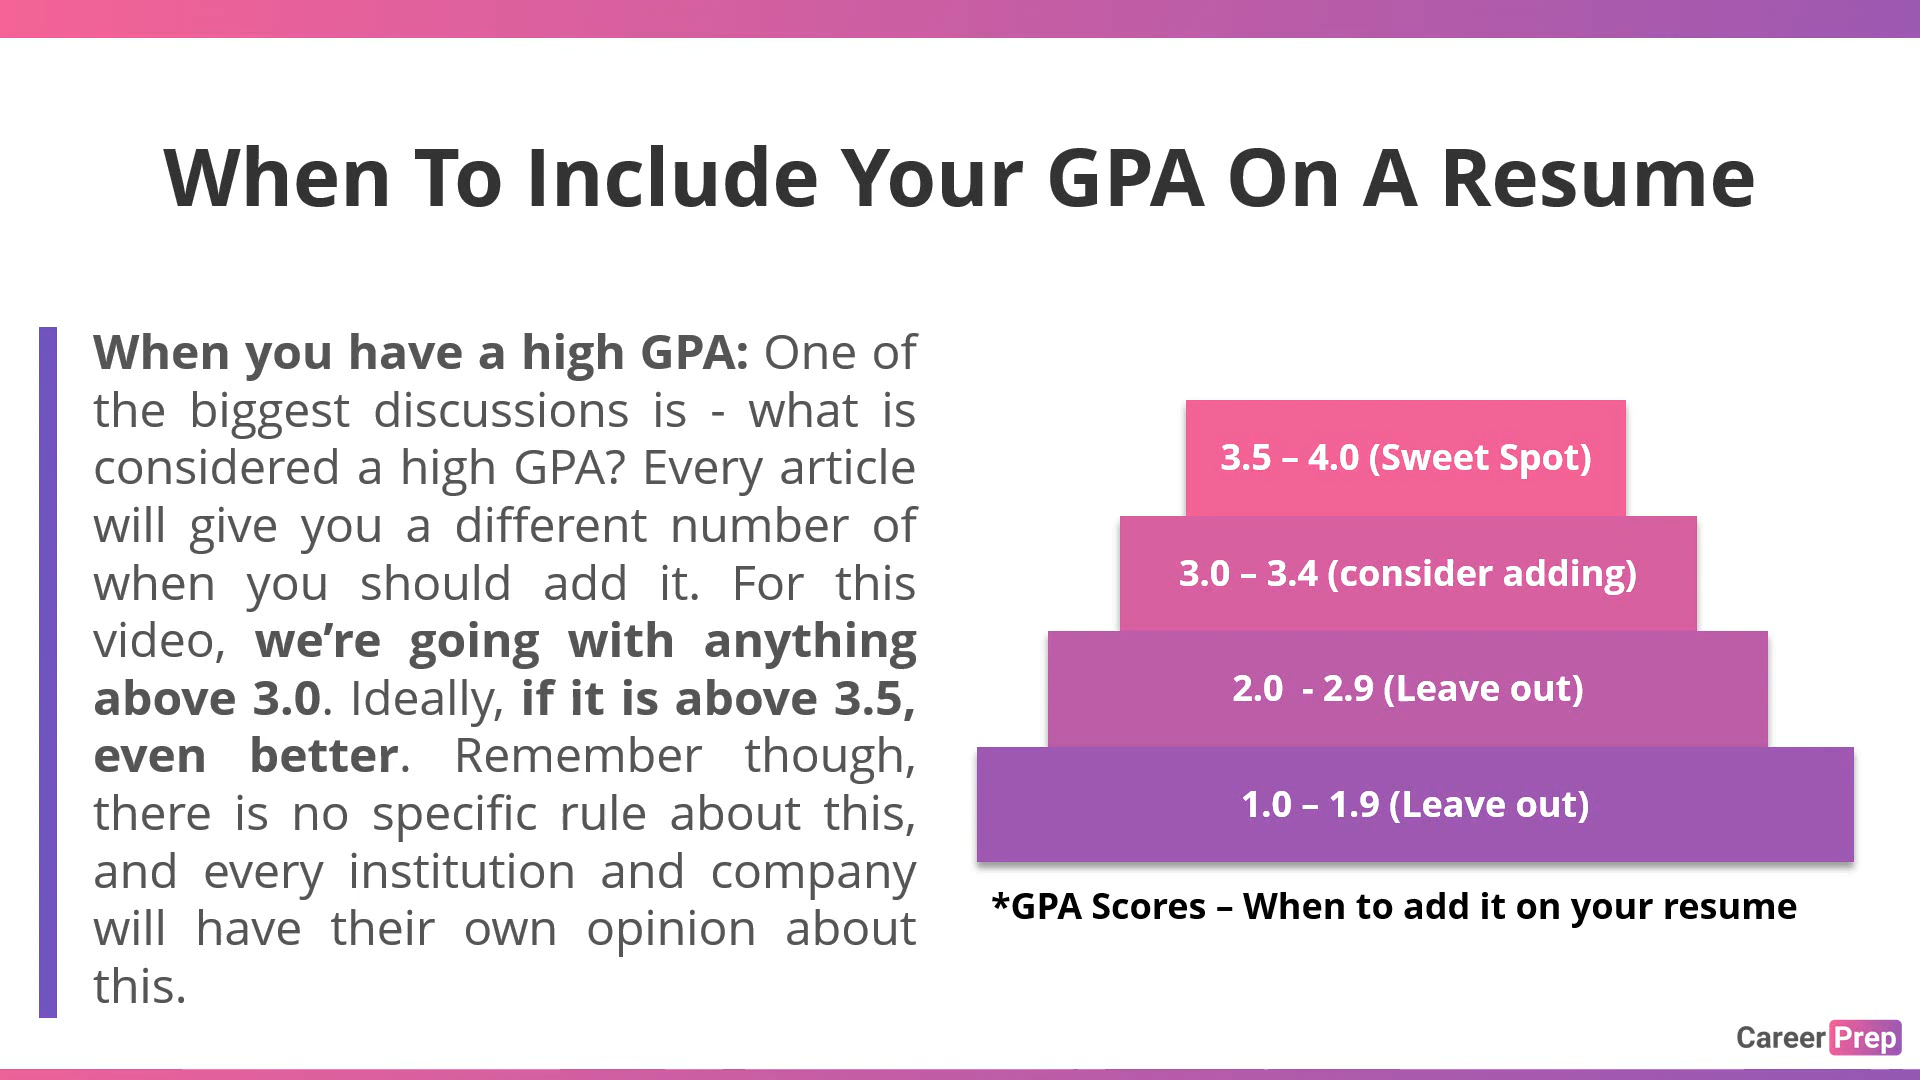 When To Include Your GPA On A Resume
When you have a high GPA: One of
the biggest discussions is - what is
considered a high GPA? Every article
will give you a different number of
when you should add it. For this
video, we’re going with anything
above 3.0. Ideally, if it is above 3.5,
even better. Remember though,
there is no specific rule about this,
and every institution and company
will have their own opinion about
this.
3.5 – 4.0 (Sweet Spot)
3.0 – 3.4 (consider adding)
2.0  - 2.9 (Leave out)
1.0 – 1.9 (Leave out)
*GPA Scores – When to add it on your resume
Career Prep